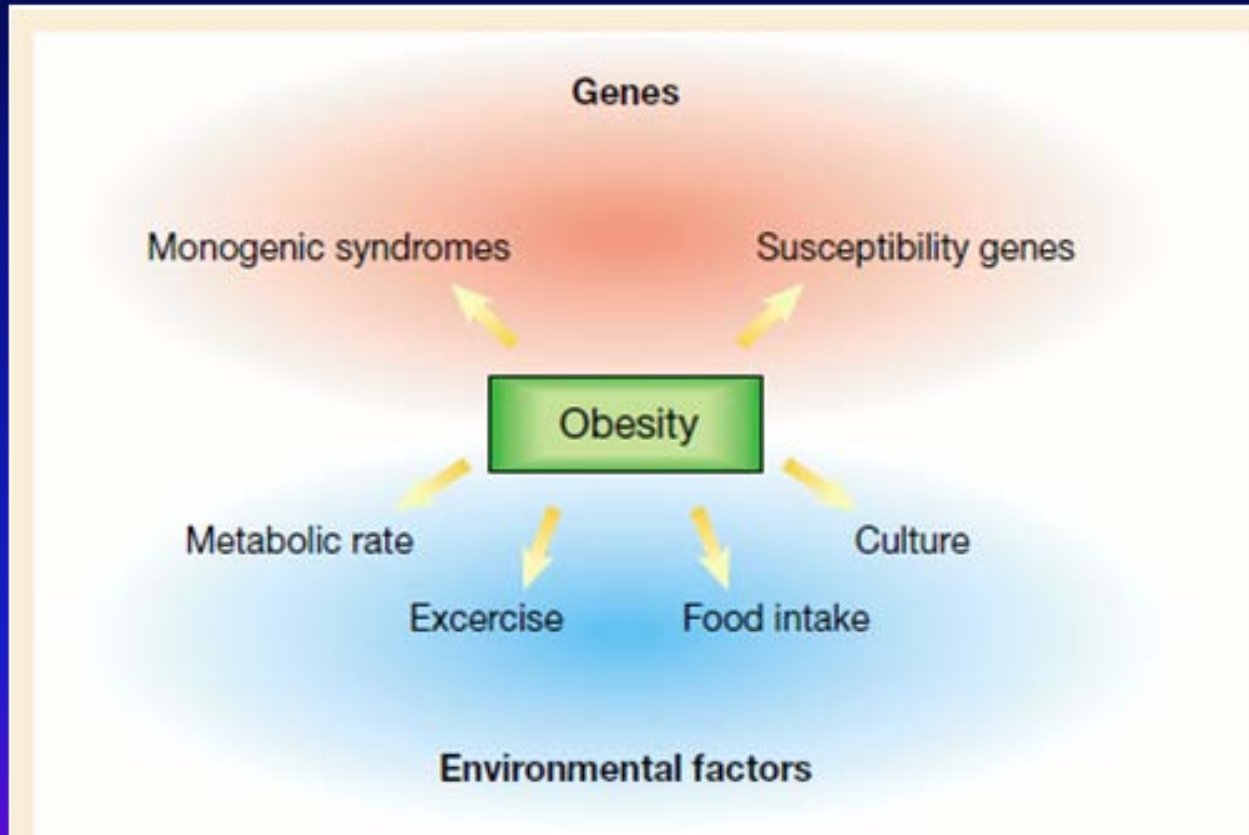 Genes
Monogenic syndromes
Susceptibility genes
Obesity
Metabolic rate
Culture
Excercise
Food intake
Environmental factors